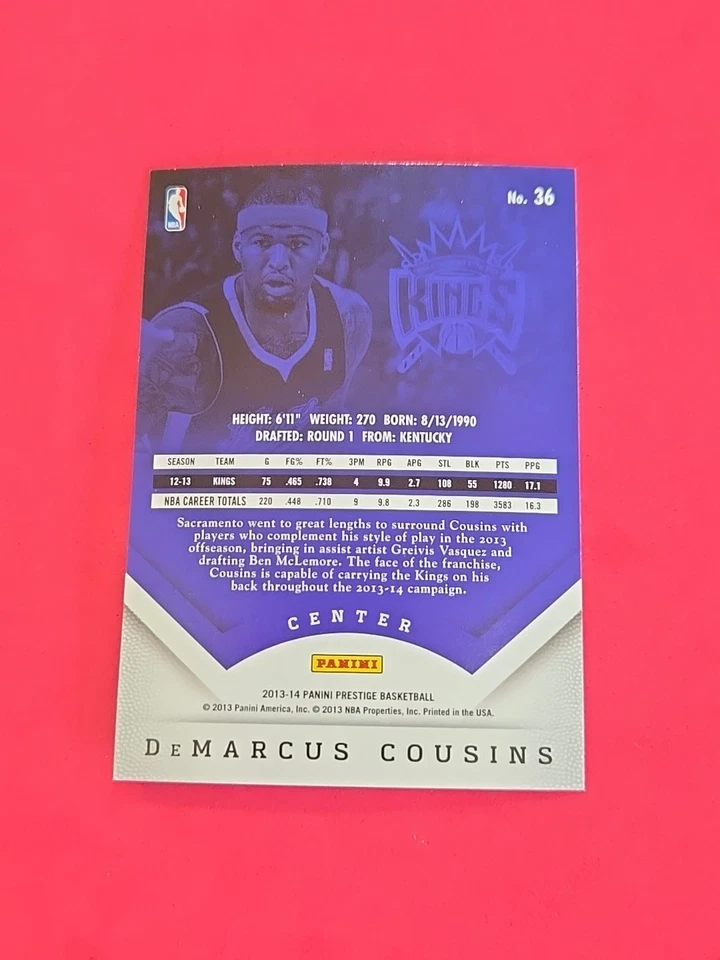 NBA
No. 36
KINGS
HEIGHT: 6'11" WEIGHT: 270 BORN: 8/13/1990
DRAFTED: ROUND 1 FROM: KENTUCKY
SEASON TEAM G FG% FT% 3PM RPG APG STL BLK PTS PPG
12-13 KINGS 75 .465 .738 4 9.9 2.7 108 55 1280 17.1
NBA CAREER TOTALS 220 .448 .710 9 9.8 2.3 286 198 3583 16.3
Sacramento went to great lengths to surround Cousins with
players who complement his style of play in the 2013
offseason, bringing in assist artist Greivis Vasquez and
drafting Ben McLemore. The face of the franchise,
Cousins is capable of carrying the Kings on his
back throughout the 2013-14 campaign.
CENTER
PANINI
2013-14 PANINI PRESTIGE BASKETBALL
© 2013 Panini America, Inc. © 2013 NBA Properties, Inc. Printed in the USA.
DeMARCUS COUSINS